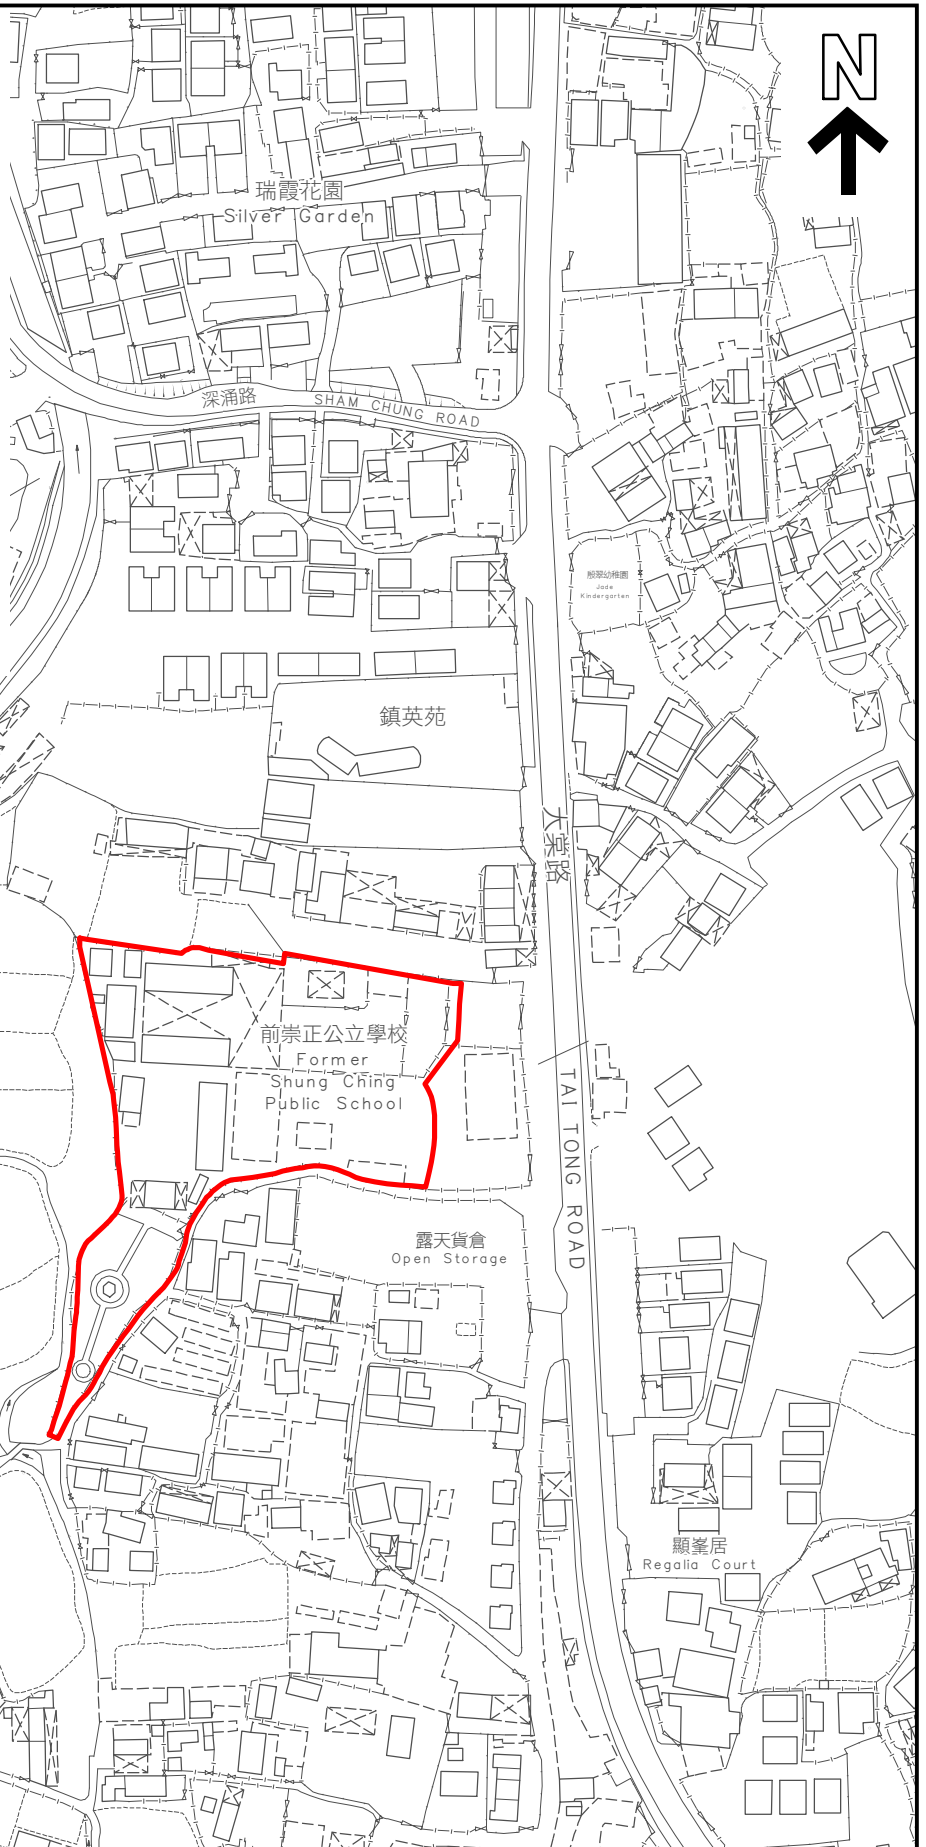 N
瑞霞花園
Silver Garden
深涌路
SHAM CHUNG ROAD
殷翠幼稚園
Jade
Kindergarten
鎮英苑
大棠路
前崇正公立學校
Former
Shung Ching
Public School
TAI TONG ROAD
露天貨倉
Open Storage
顯峯居
Regalia Court